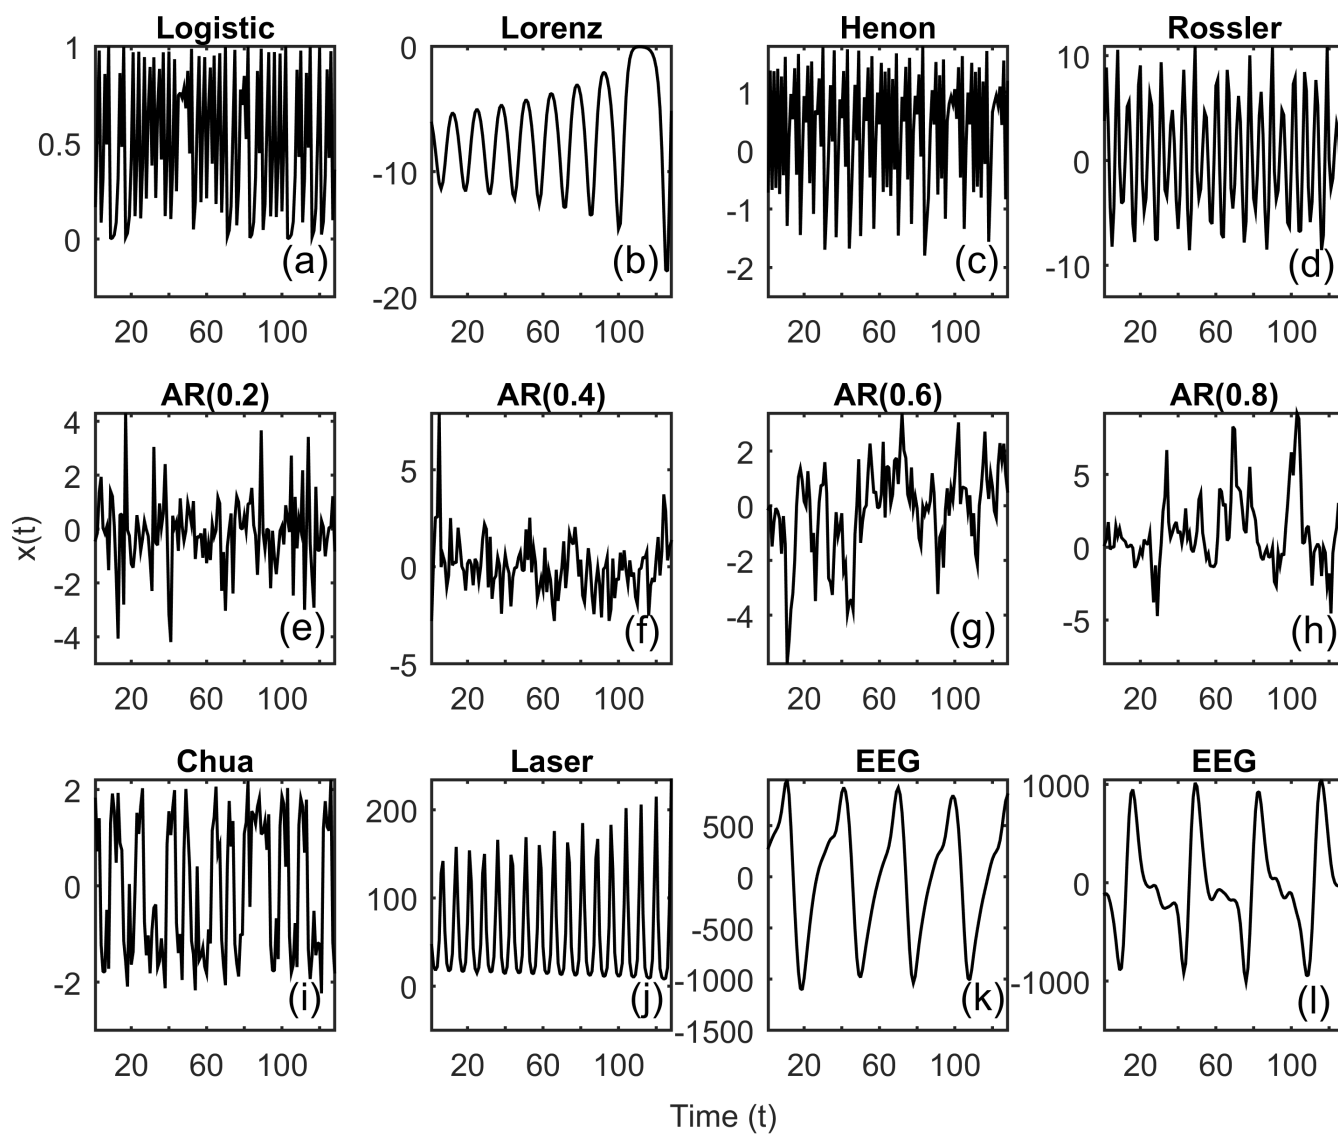 Logistic Lorenz Henon Rossler
1 0 1 10
0.5 -10 0 0
0 -20 -1 -10
-2
(a) (b) (c) (d)
20 60 100 20 60 100 20 60 100 20 60 100
AR(0.2) AR(0.4) AR(0.6) AR(0.8)
4 5 2 5
2 0 0 0
0 -5 -2 -5
-2 -4
-4
x(t)
(e) (f) (g) (h)
20 60 100 20 60 100 20 60 100 20 60 100
Chua Laser EEG EEG
2 200 500 1000
0 100 0 0
-2 0 -500 -1000
-1000
-1500
(i) (j) (k) (l)
20 60 100 20 60 100 20 60 100 20 60 100
Time (t)